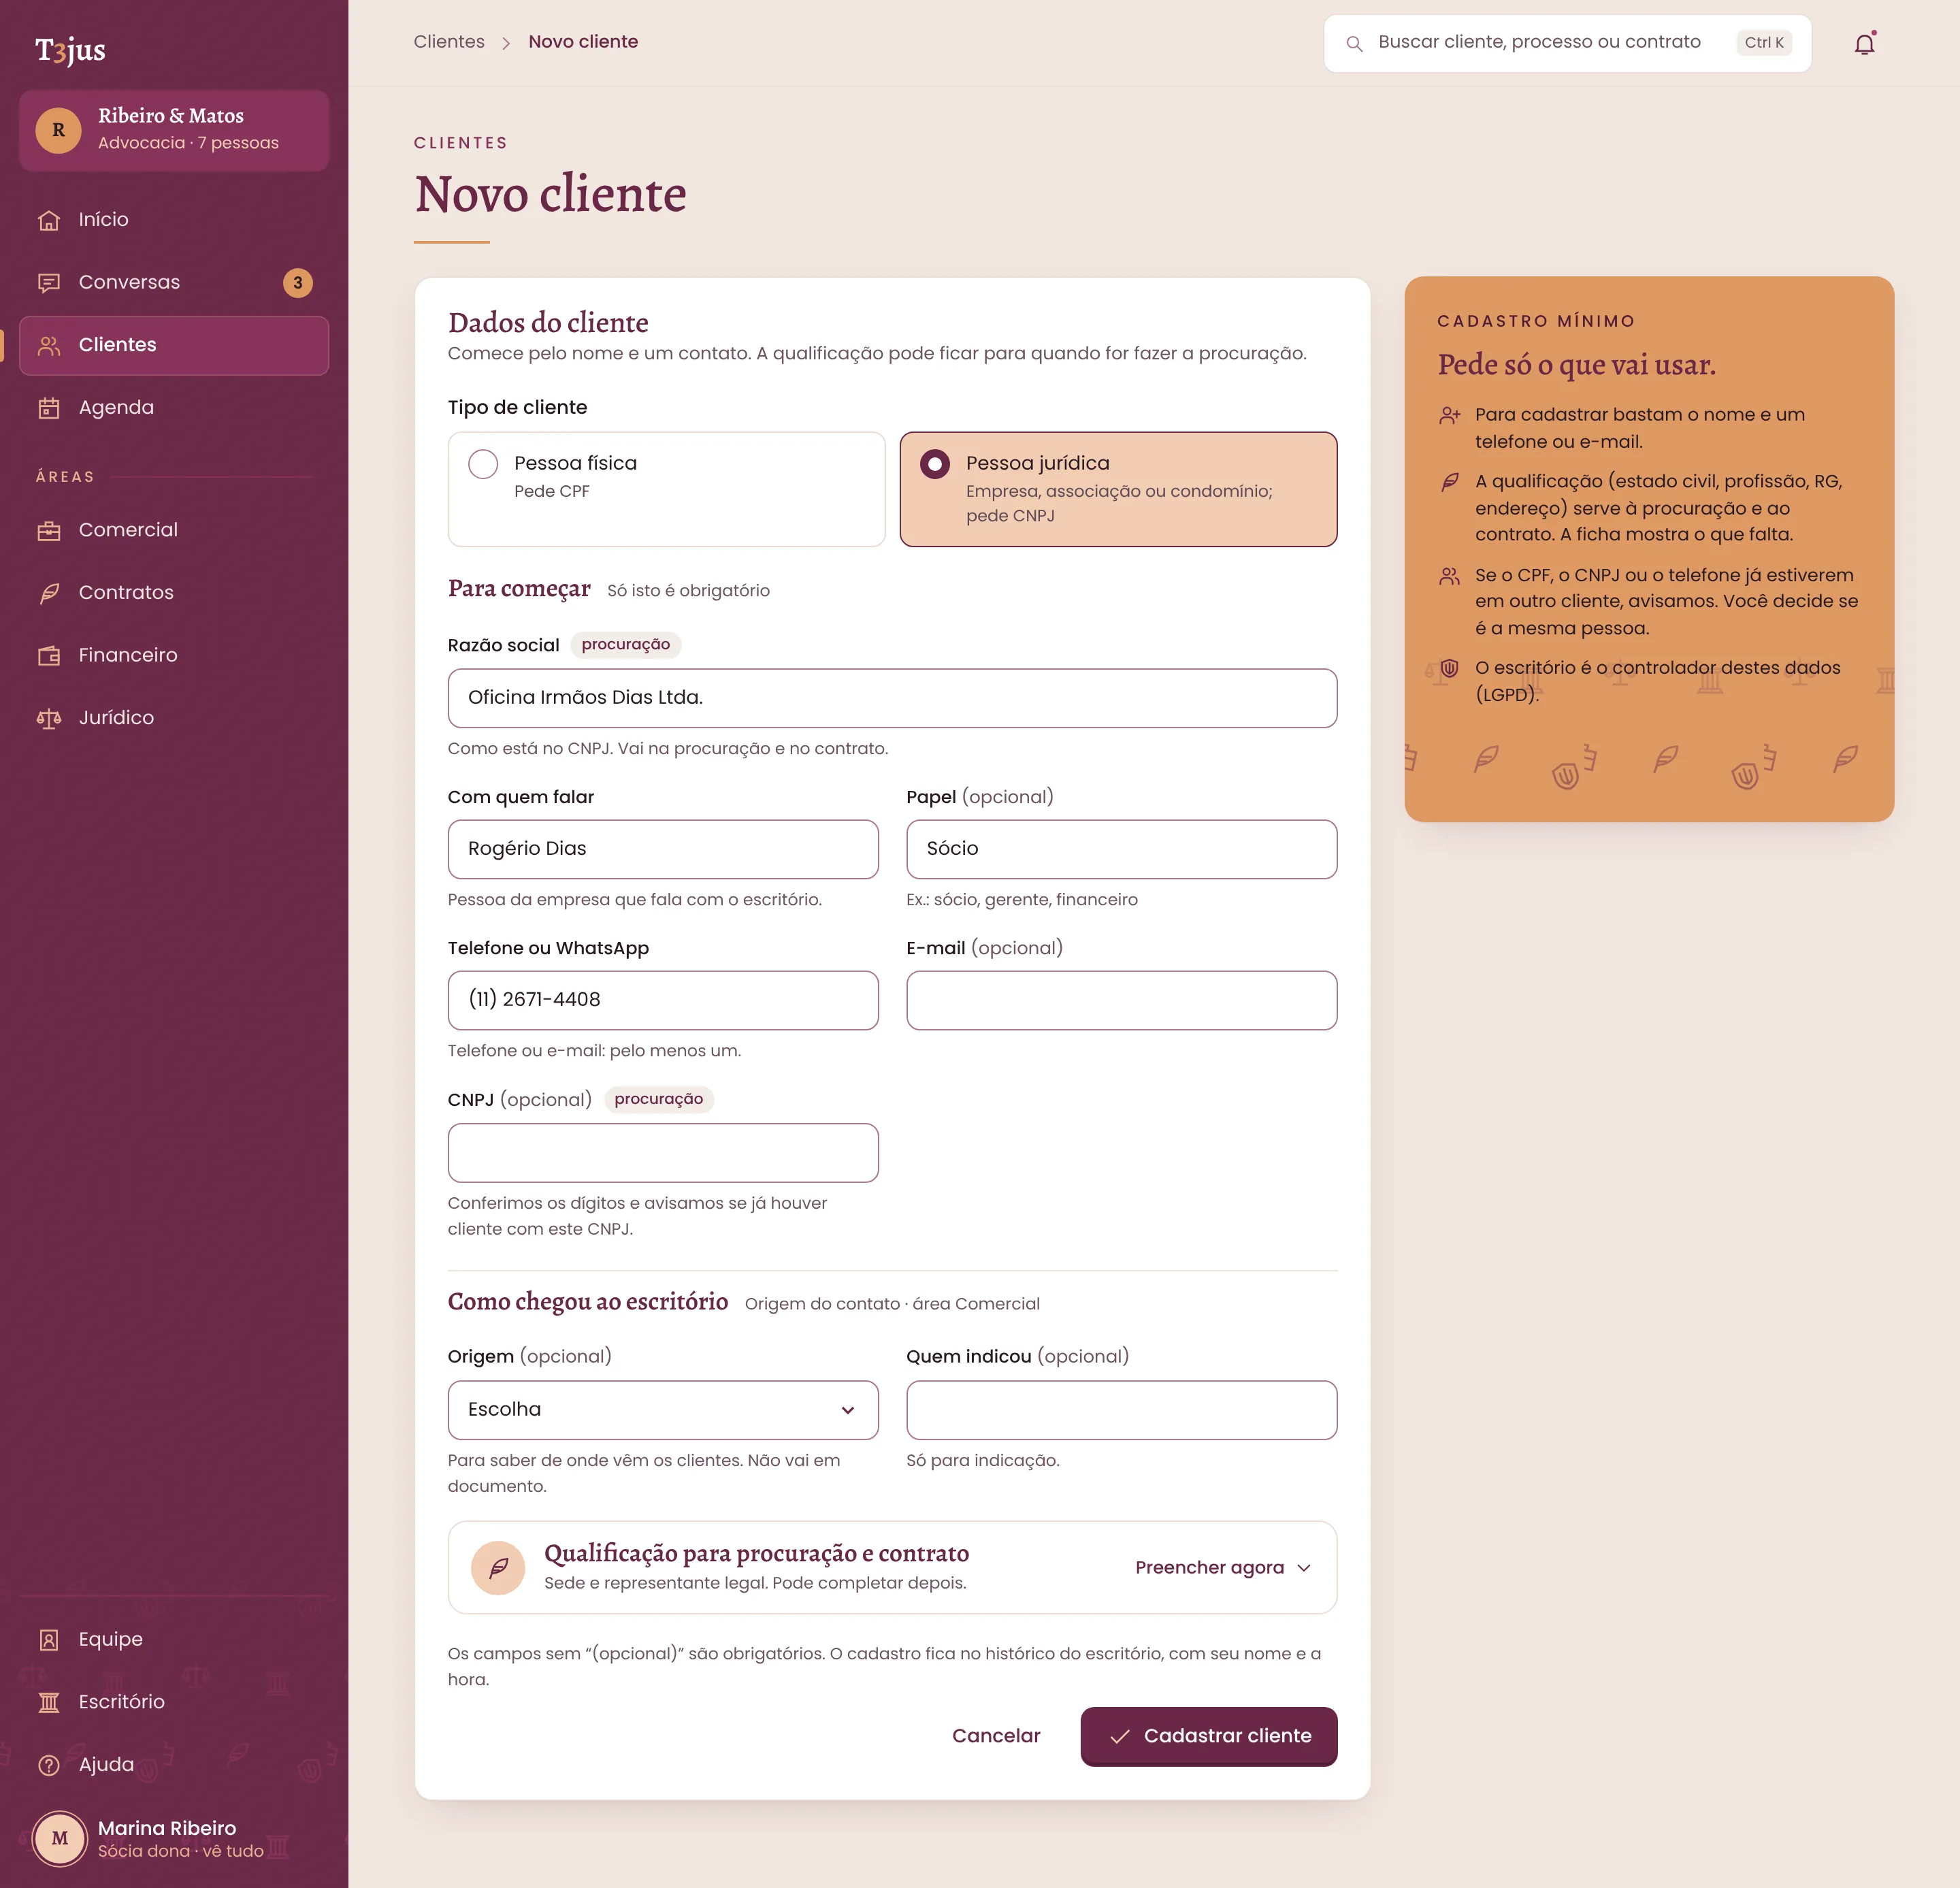 T3jus
R
Ribeiro & Matos
Advocacia · 7 pessoas
Início
Conversas
3
Clientes
Agenda
ÁREAS
Comercial
Contratos
Financeiro
Jurídico
Equipe
Escritório
Ajuda
M
Marina Ribeiro
Sócia dona · vê tudo
Clientes
Novo cliente
Buscar cliente, processo ou contrato
Ctrl K
CLIENTES
Novo cliente
Dados do cliente
Comece pelo nome e um contato. A qualificação pode ficar para quando for fazer a procuração.
Tipo de cliente
Pessoa física
Pede CPF
Pessoa jurídica
Empresa, associação ou condomínio;
pede CNPJ
Para começar Só isto é obrigatório
Razão social procuração
Oficina Irmãos Dias Ltda.
Como está no CNPJ. Vai na procuração e no contrato.
Com quem falar
Rogério Dias
Pessoa da empresa que fala com o escritório.
Papel (opcional)
Sócio
Ex.: sócio, gerente, financeiro
Telefone ou WhatsApp
(11) 2671-4408
Telefone ou e-mail: pelo menos um.
E-mail (opcional)
CNPJ (opcional) procuração
Conferimos os dígitos e avisamos se já houver
cliente com este CNPJ.
Como chegou ao escritório Origem do contato · área Comercial
Origem (opcional)
Escolha
Para saber de onde vêm os clientes. Não vai em
documento.
Quem indicou (opcional)
Só para indicação.
Qualificação para procuração e contrato
Sede e representante legal. Pode completar depois.
Preencher agora
Os campos sem “(opcional)” são obrigatórios. O cadastro fica no histórico do escritório, com seu nome e a
hora.
Cancelar
Cadastrar cliente
CADASTRO MÍNIMO
Pede só o que vai usar.
Para cadastrar bastam o nome e um
telefone ou e-mail.
A qualificação (estado civil, profissão, RG,
endereço) serve à procuração e ao
contrato. A ficha mostra o que falta.
Se o CPF, o CNPJ ou o telefone já estiverem
em outro cliente, avisamos. Você decide se
é a mesma pessoa.
O escritório é o controlador destes dados
(LGPD).